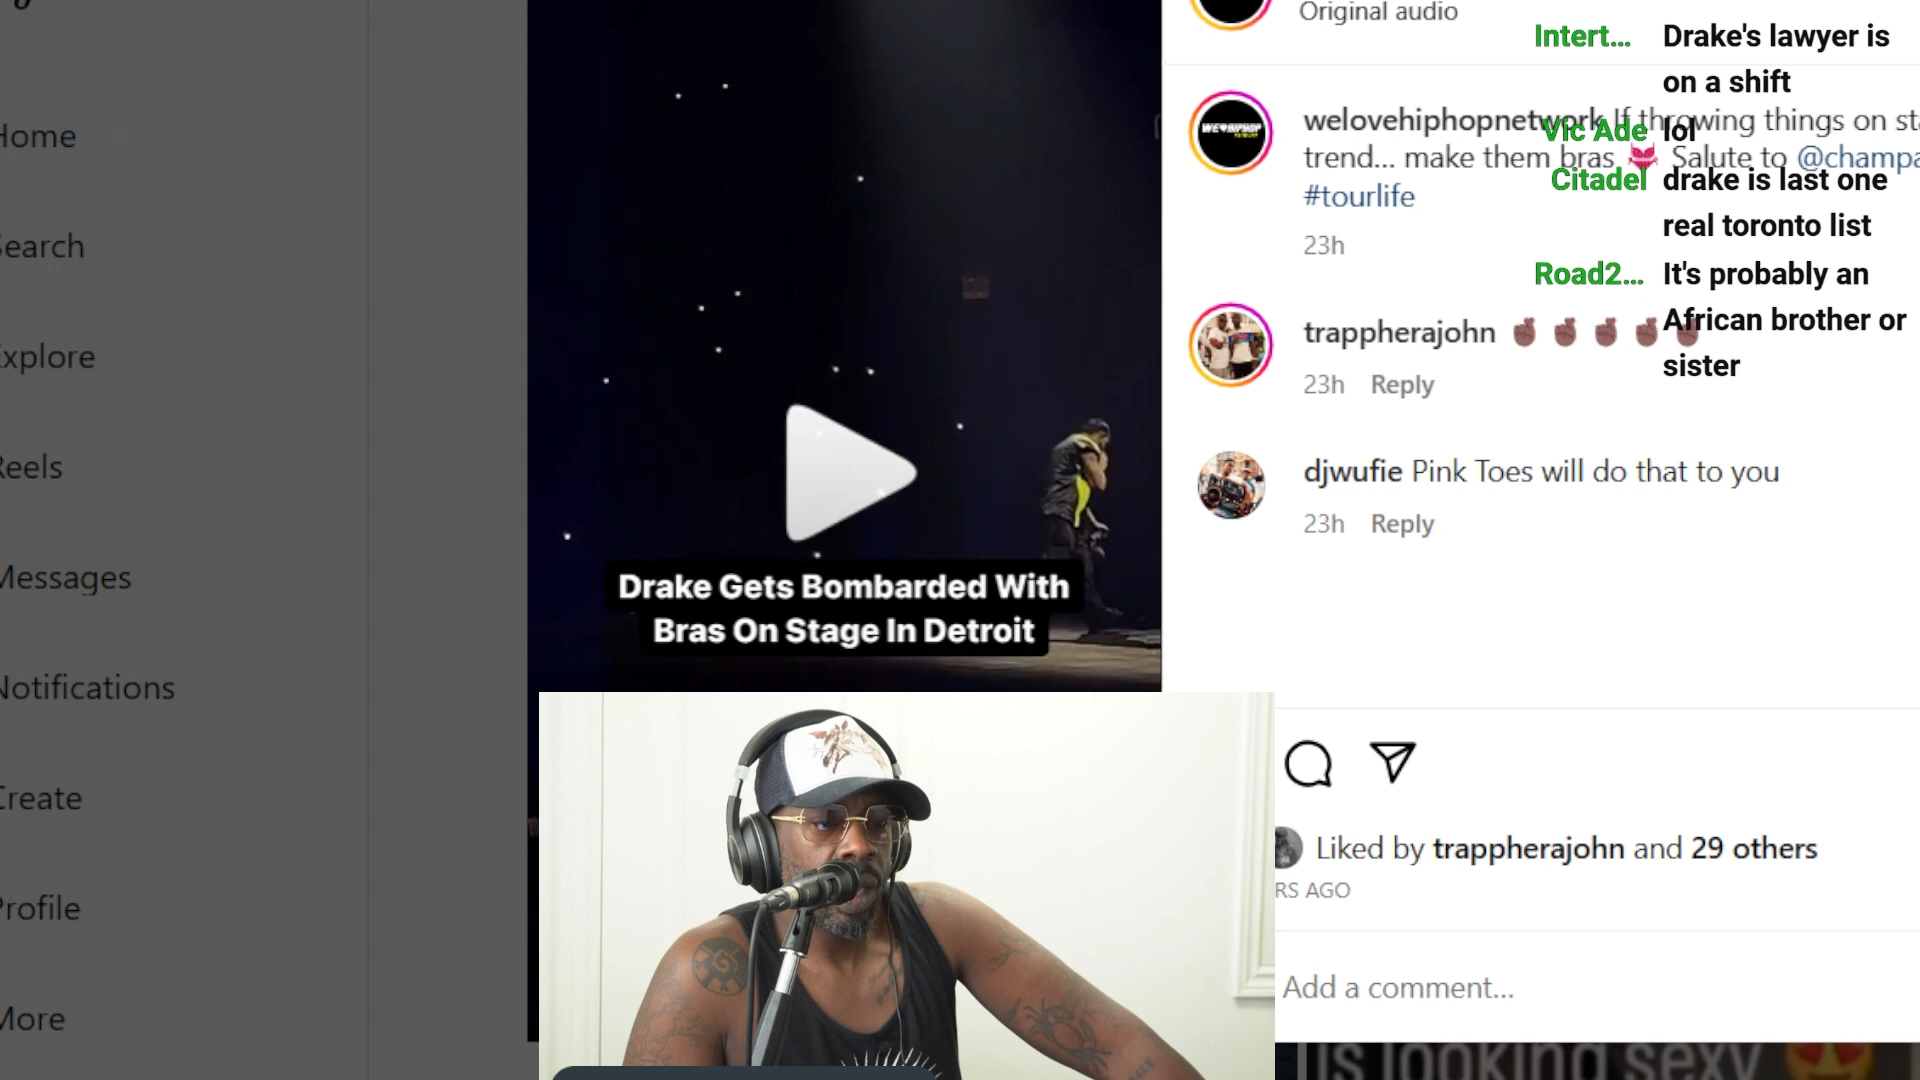 Home
Search
Explore
Reels
Messages
Notifications
Create
Profile
More
Drake Gets Bombarded With
Bras On Stage In Detroit
Original audio
welovehiphopnetwork If throwing things on st
trend... make them bras 👙 Salute to @champa
#tourlife
23h
trappherajohn 🤞🏾 🤞🏾 🤞🏾 🤞🏾 🤞🏾
23h Reply
djwufie Pink Toes will do that to you
23h Reply
Liked by trappherajohn and 29 others
RS AGO
Add a comment...
is looking sexy 😍
Intert... Drake's lawyer is
on a shift
Vic Ade lol
Citadel drake is last one
real toronto list
Road2... It's probably an
African brother or
sister